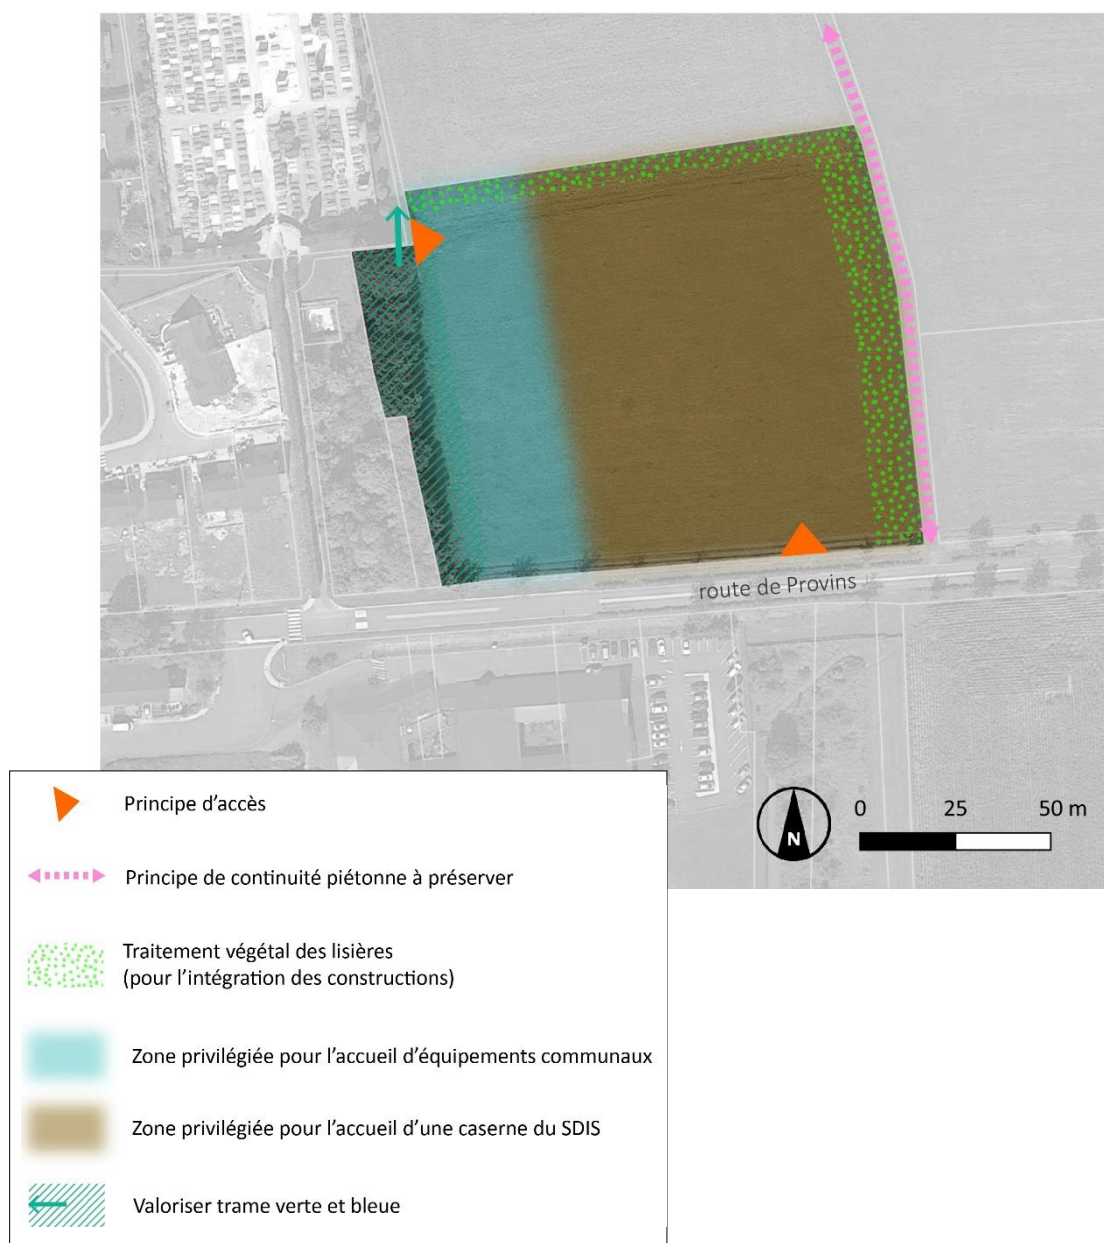 route de Provins
N
0 25 50 m
Principe d’accès
Principe de continuité piétonne à préserver
Traitement végétal des lisières
(pour l’intégration des constructions)
Zone privilégiée pour l’accueil d’équipements communaux
Zone privilégiée pour l’accueil d’une caserne du SDIS
Valoriser trame verte et bleue